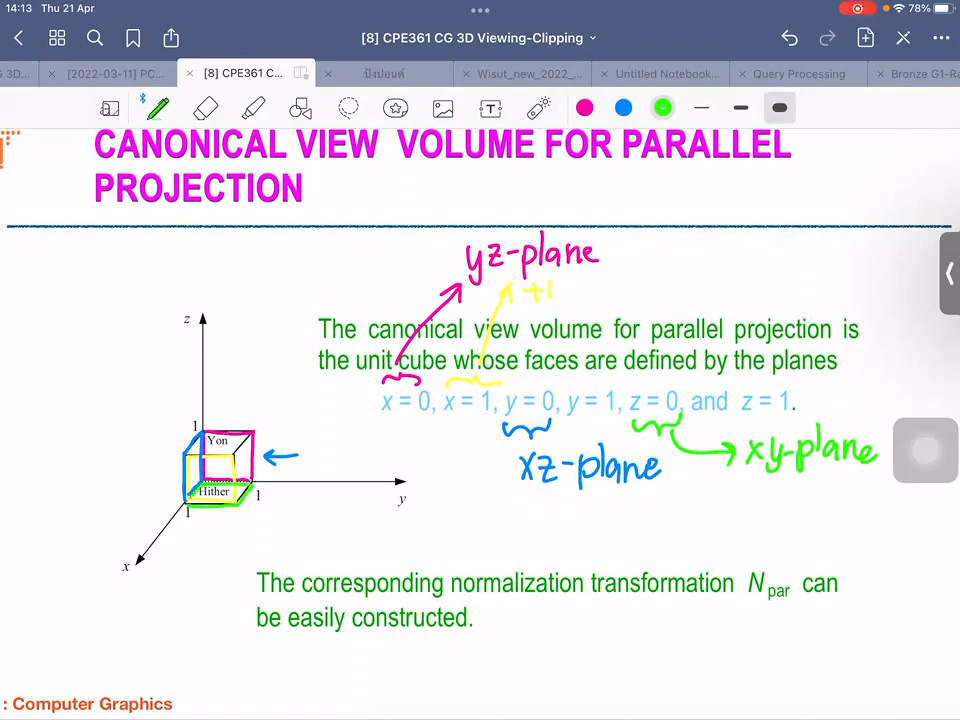 14:13 Thu 21 Apr
78%
[8] CPE361 CG 3D Viewing-Clipping
G 3D...
[2022-03-11] PC...
[8] CPE361 C...
ปังปอนด์
Wisut_new_2022_...
Untitled Notebook...
Query Processing
Bronze G1-Ra
CANONICAL VIEW VOLUME FOR PARALLEL
PROJECTION
yz-plane
+1
The canonical view volume for parallel projection is
the unit cube whose faces are defined by the planes
x = 0, x = 1, y = 0, y = 1, z = 0, and z = 1.
xz-plane
xy-plane
z
1
Yon
Hither
1
1
y
x
The corresponding normalization transformation N par can
be easily constructed.
: Computer Graphics